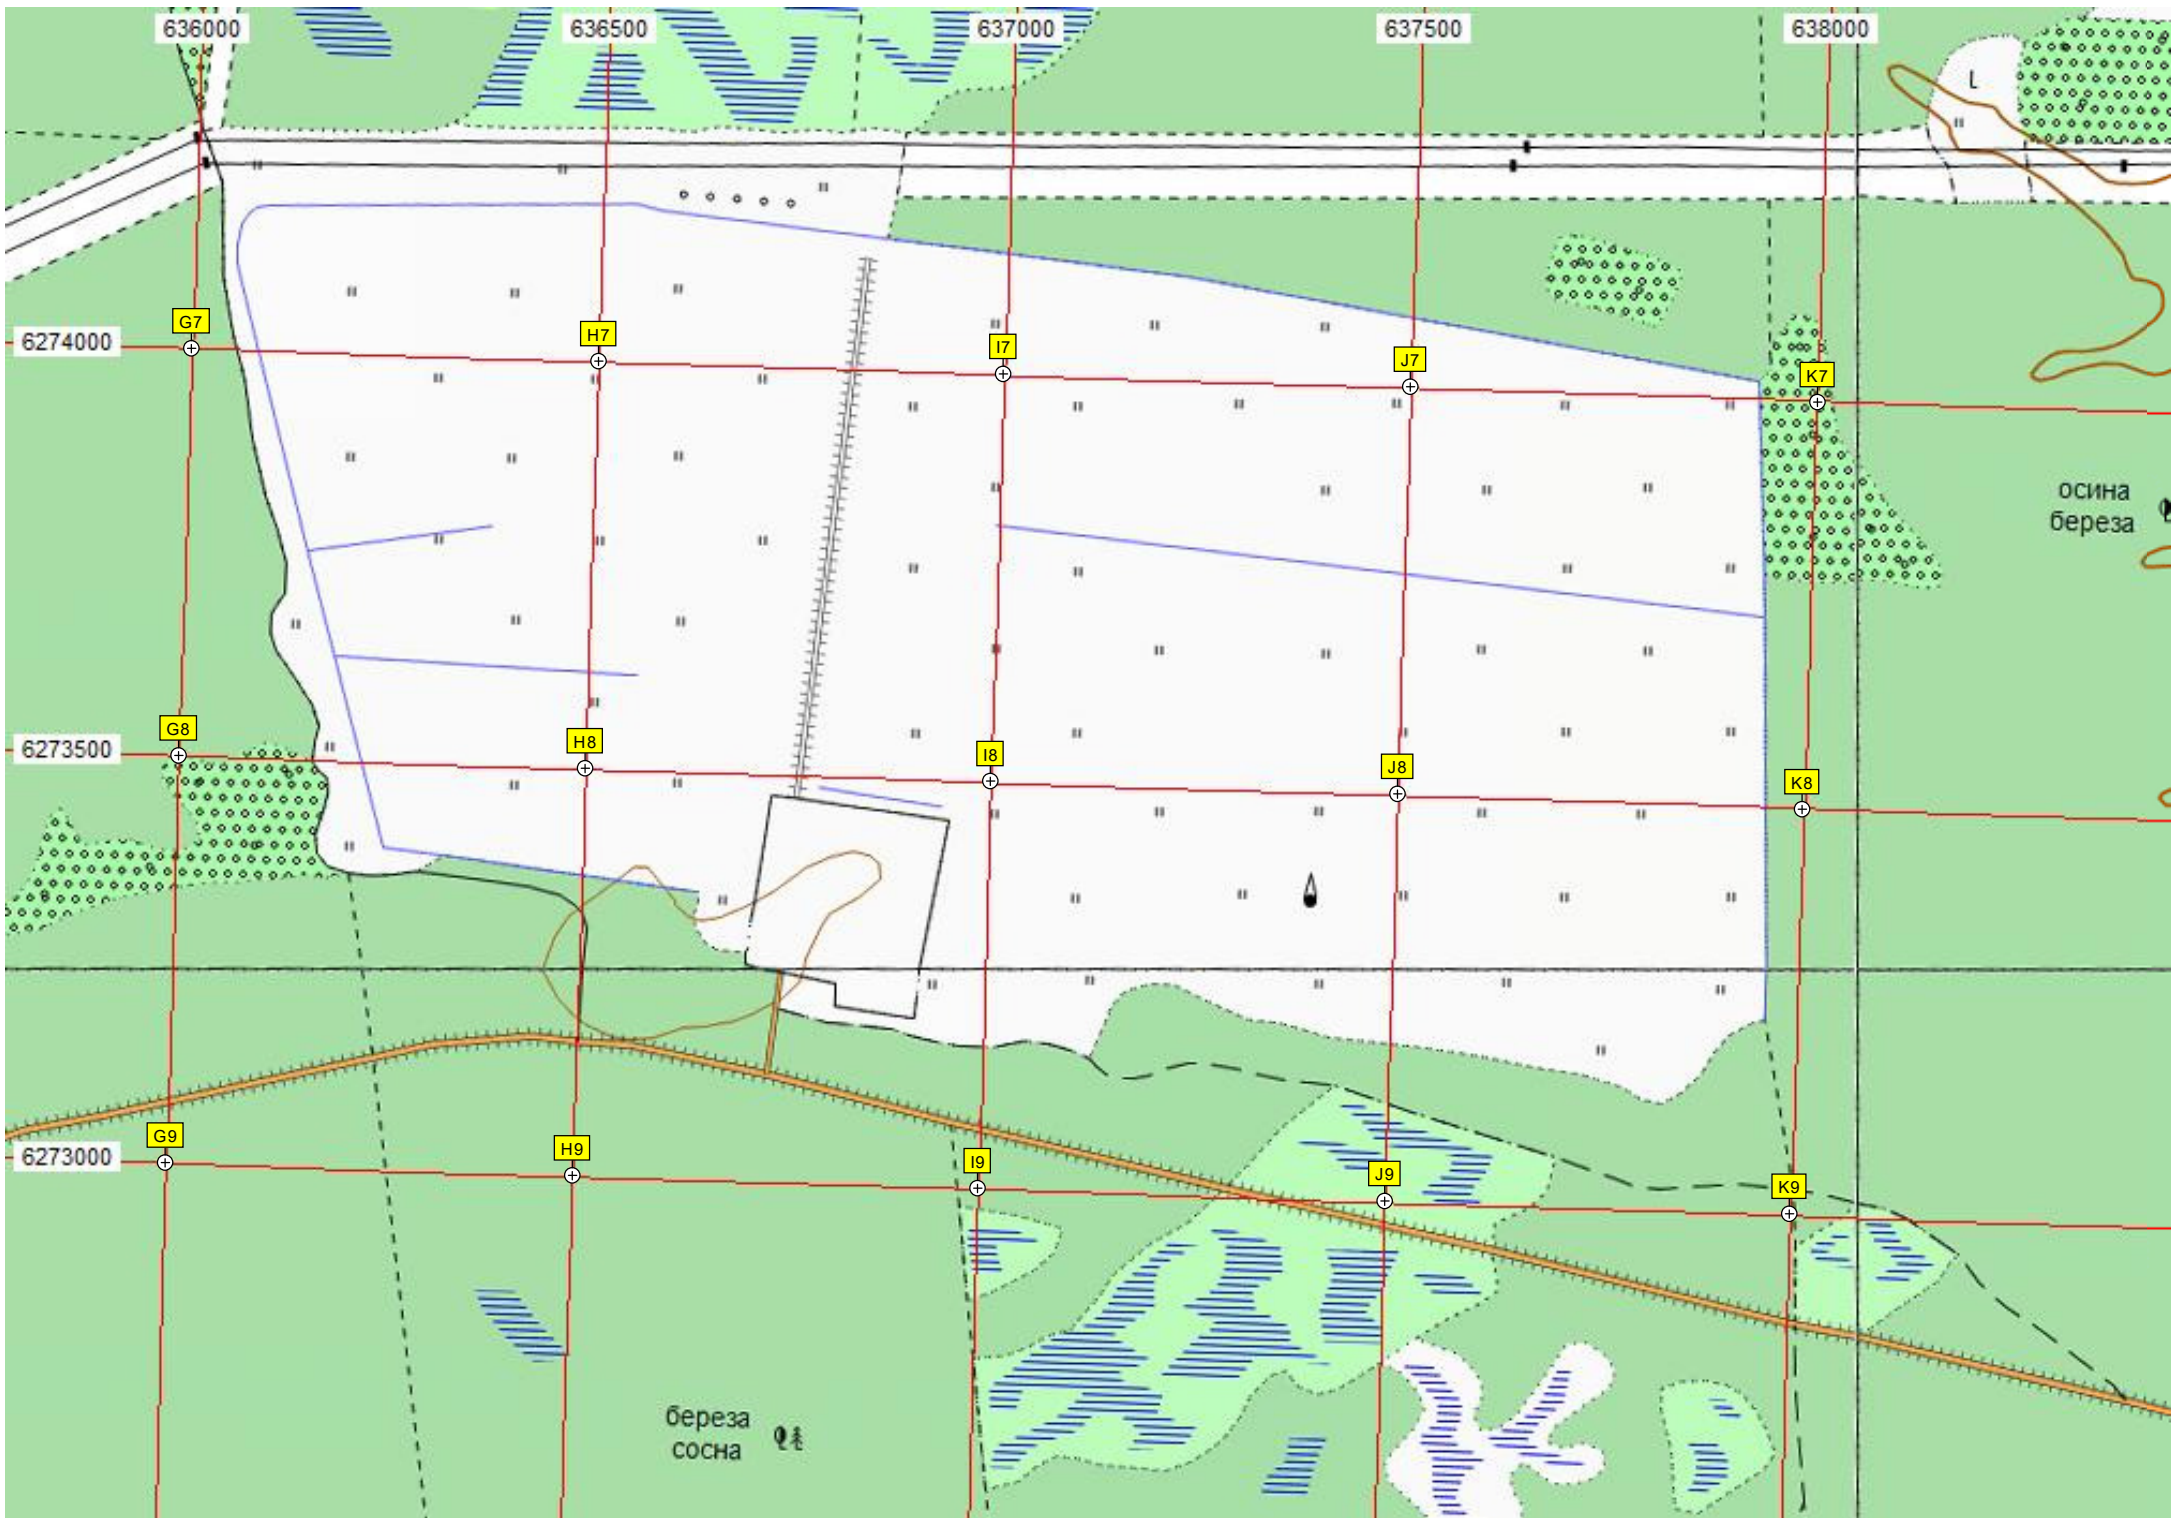 636000 636500 637000 637500 638000
L
G7 H7 I7 J7 K7
6274000
осина
береза
G8 H8 I8 J8 K8
6273500
G9 H9 I9 J9 K9
6273000
береза
сосна